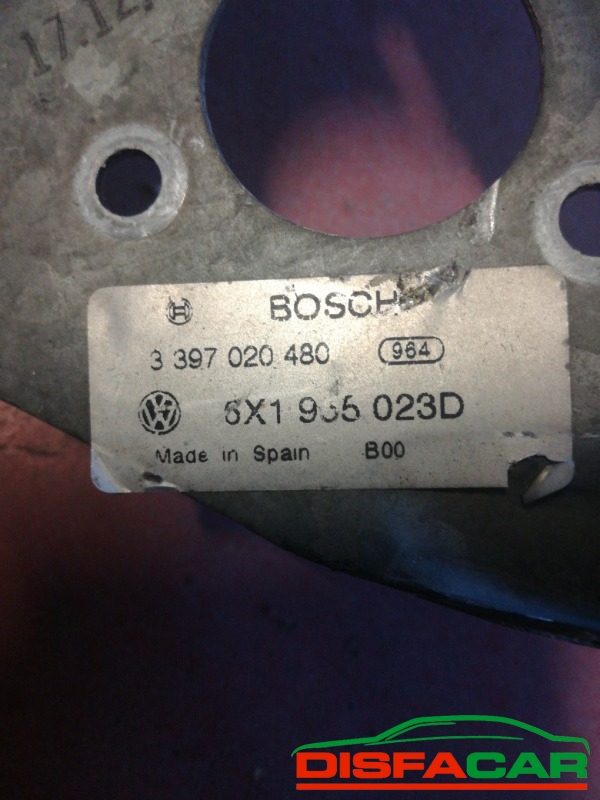 17.12.
BOSCH
3 397 020 480 964
6X1 955 023D
Made in Spain B00
DISFACAR